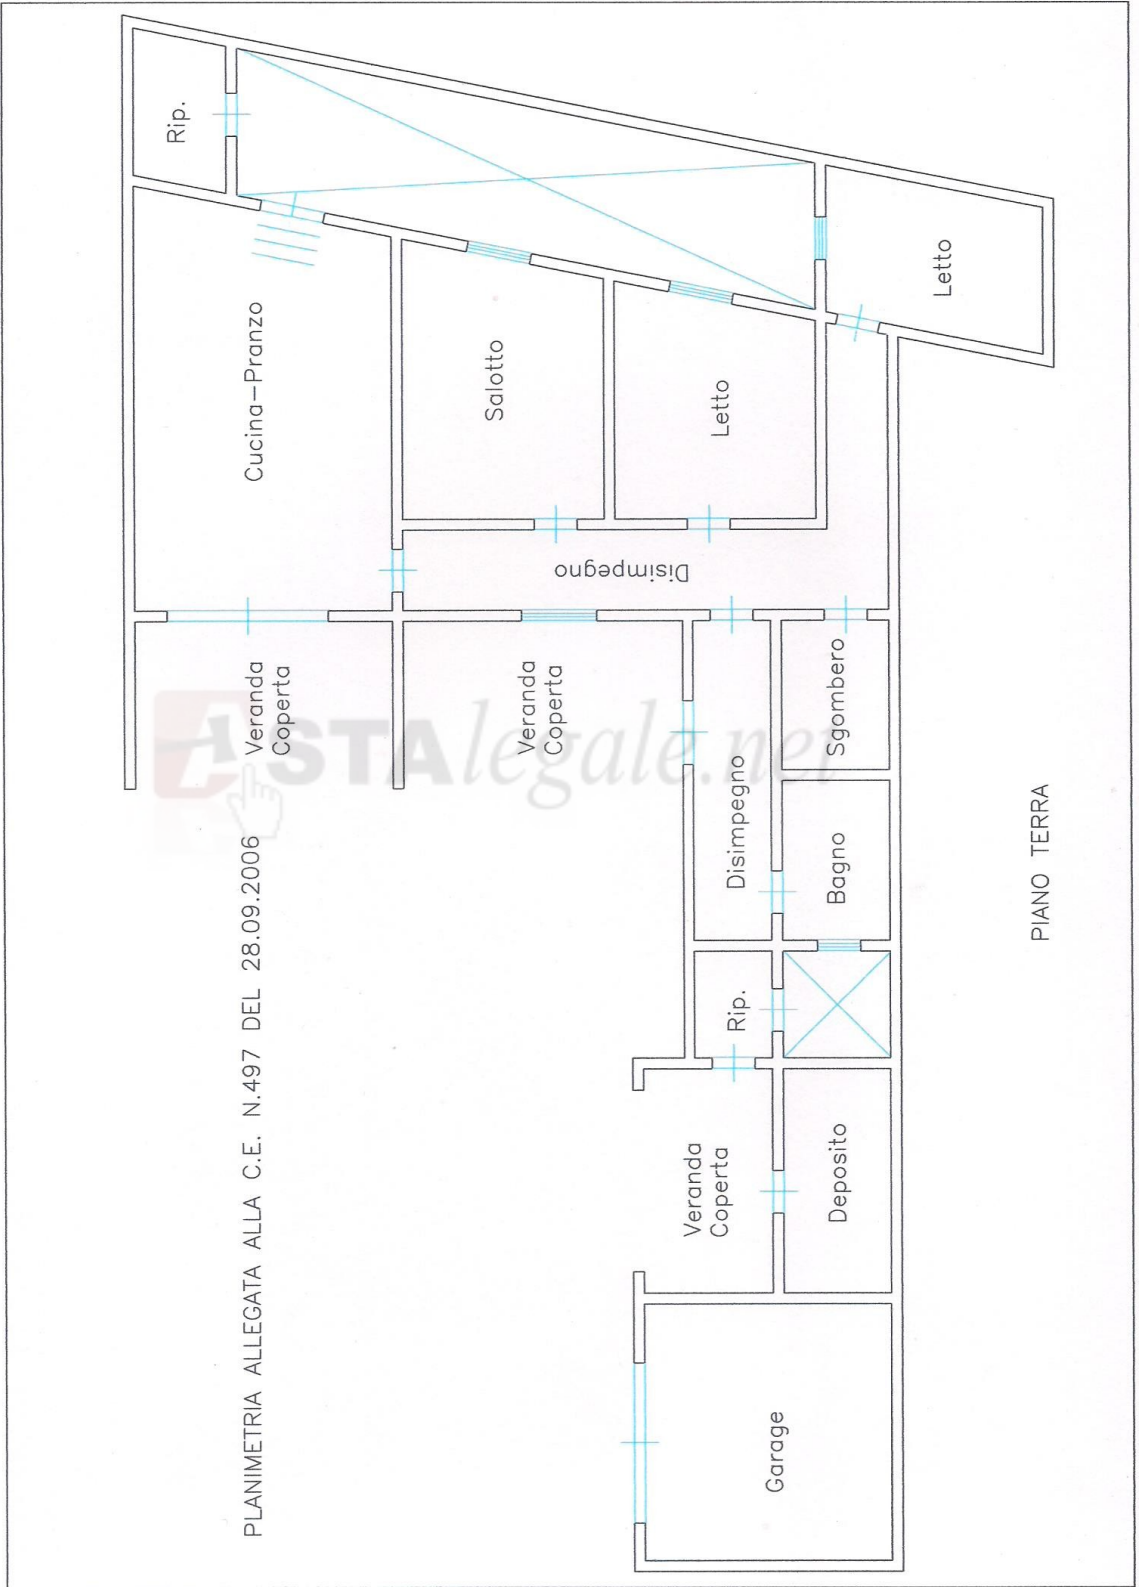 PLANIMETRIA ALLEGATA ALLA C.E. N.497 DEL 28.09.2006
Rip.
Cucina-Pranzo
Salotto
Letto
Letto
Disimpegno
Veranda
Coperta
Veranda
Coperta
Disimpegno
Sgombero
Bagno
Rip.
Veranda
Coperta
Deposito
Garage
PIANO TERRA
ASTAlegale.net